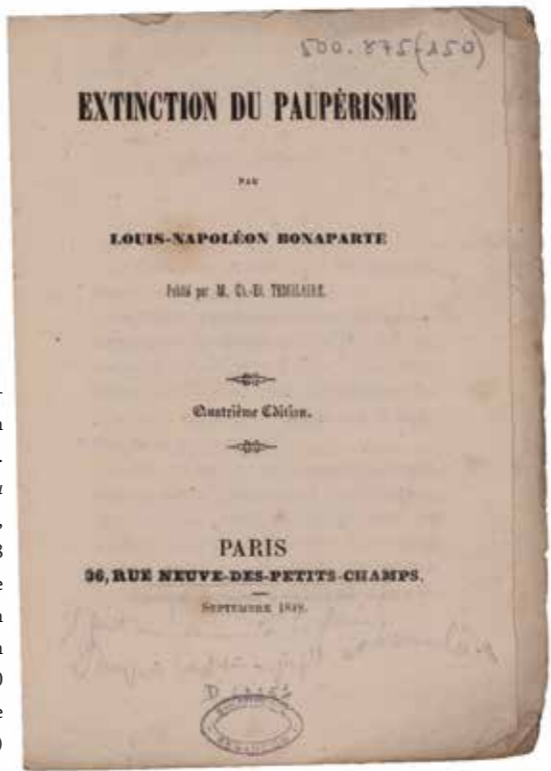 500.875(150)
EXTINCTION DU PAUPÉRISME
PAR
LOUIS-NAPOLÉON BONAPARTE
Publié par M. Ch.-Ed. TEMBLAIRE.
Quatrième Edition.
PARIS
36, RUE NEUVE-DES-PETITS-CHAMPS.
SEPTEMBRE 1848.